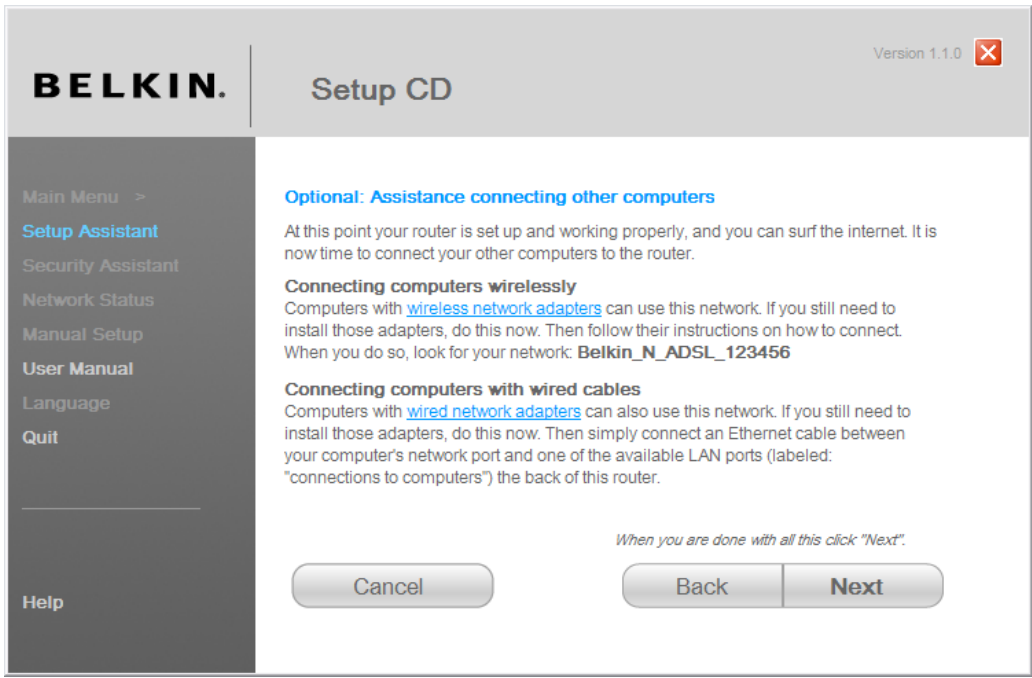 Version 1.1.0
BELKIN.
Setup CD
Main Menu >
Setup Assistant
Security Assistant
Network Status
Manual Setup
User Manual
Language
Quit
Help
Optional: Assistance connecting other computers
At this point your router is set up and working properly, and you can surf the internet. It is
now time to connect your other computers to the router.
Connecting computers wirelessly
Computers with wireless network adapters can use this network. If you still need to
install those adapters, do this now. Then follow their instructions on how to connect.
When you do so, look for your network: Belkin_N_ADSL_123456
Connecting computers with wired cables
Computers with wired network adapters can also use this network. If you still need to
install those adapters, do this now. Then simply connect an Ethernet cable between
your computer's network port and one of the available LAN ports (labeled:
"connections to computers") the back of this router.
When you are done with all this click "Next".
Cancel
Back
Next